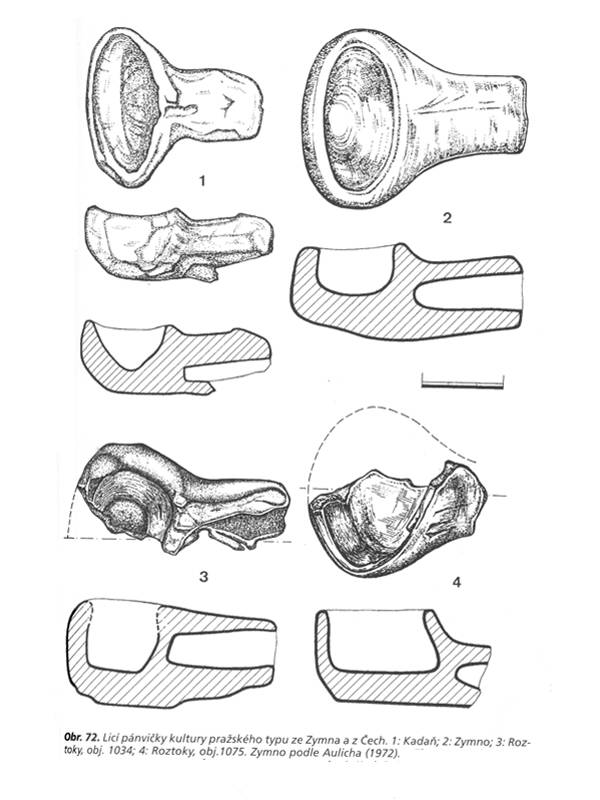 1
2
3
4
Obr. 72. Licí pánvičky kultury pražského typu ze Zymna a z Čech. 1: Kadaň; 2: Zymno; 3: Roz-
toky, obj. 1034; 4: Roztoky, obj.1075. Zymno podle Aulicha (1972).